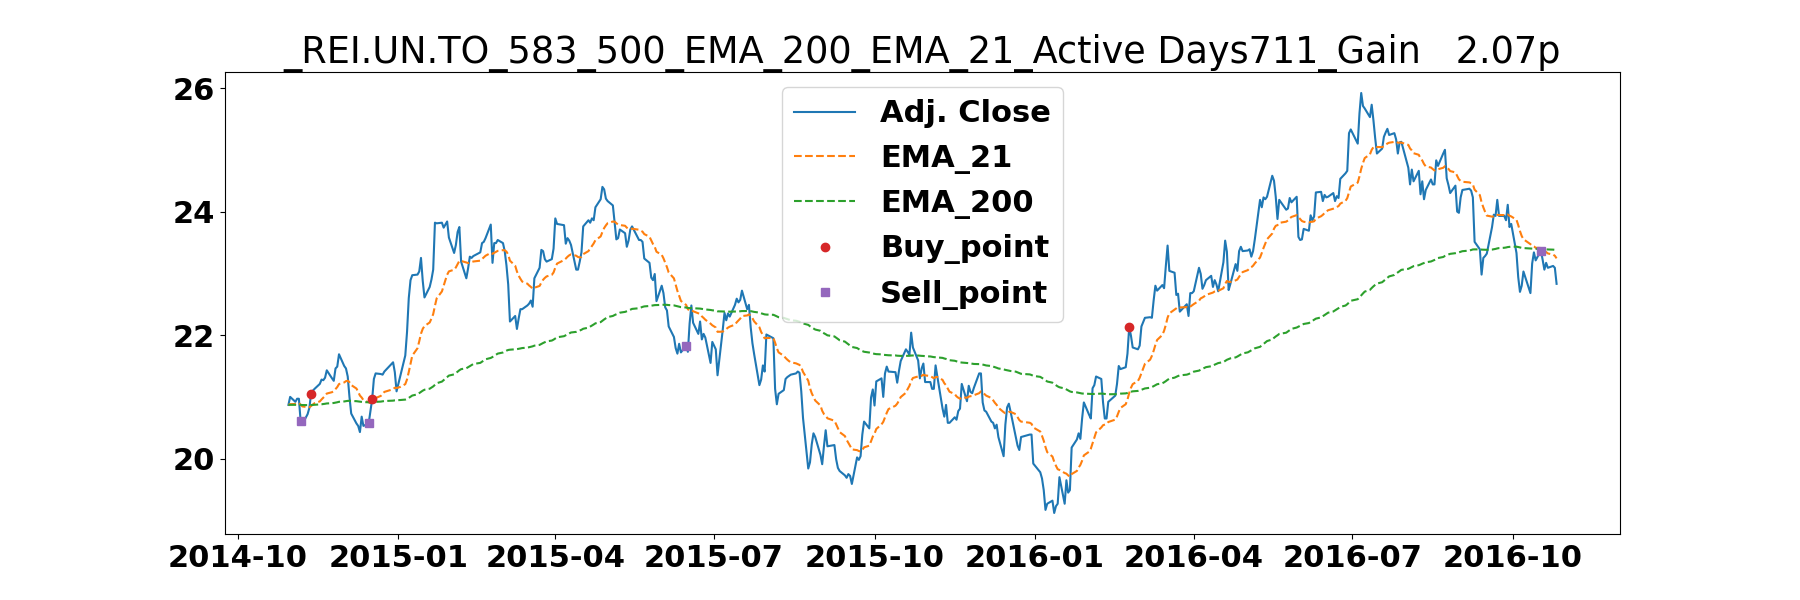 _REI.UN.TO_583_500_EMA_200_EMA_21_Active Days711_Gain   2.07p
Adj. Close
EMA_21
EMA_200
Buy_point
Sell_point
26
24
22
20
2014-10 2015-01 2015-04 2015-07 2015-10 2016-01 2016-04 2016-07 2016-10